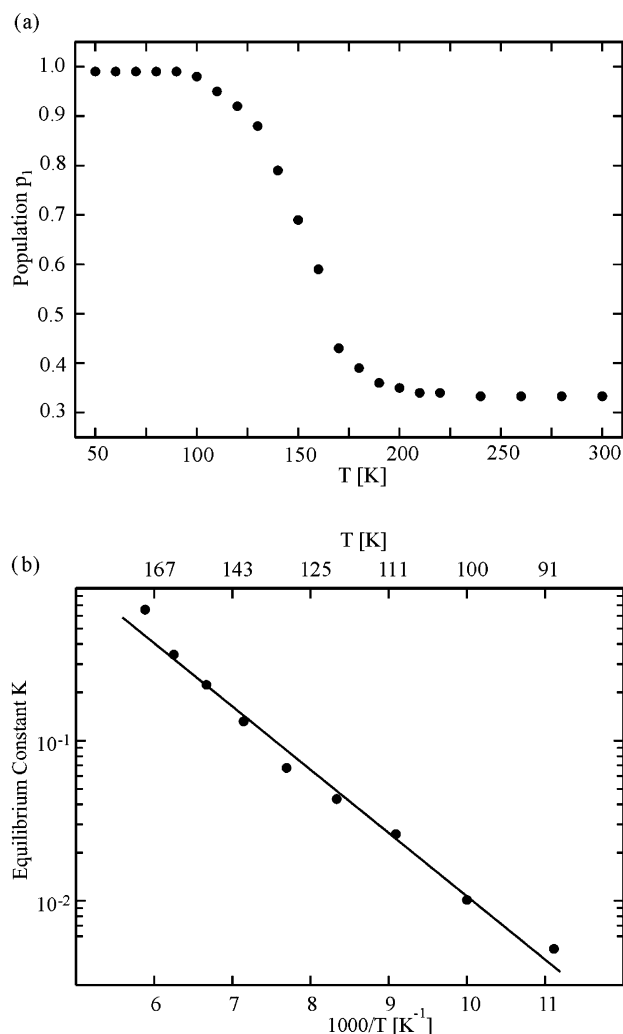 (a)
Population p₁
1.0
0.9
0.8
0.7
0.6
0.5
0.4
0.3
50 100 150 200 250 300
T [K]
T [K]
(b)
167 143 125 111 100 91
Equilibrium Constant K
10⁻¹
10⁻²
6 7 8 9 10 11
1000/T [K⁻¹]